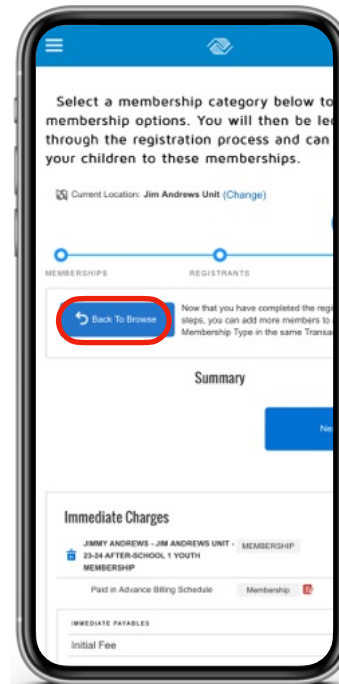 Select a membership category below to
membership options. You will then be led
through the registration process and can
your children to these memberships.
Current Location: Jim Andrews Unit (Change)
MEMBERSHIPS REGISTRANTS
Back To Browse
Now that you have completed the regi
steps, you can add more members to
Membership Type in the same Transa
Summary
Ne
Immediate Charges
JIMMY ANDREWS - JIM ANDREWS UNIT - MEMBERSHIP
23-24 AFTER-SCHOOL 1 YOUTH
MEMBERSHIP
Paid in Advance Billing Schedule Membership
IMMEDIATE PAYABLES
Initial Fee